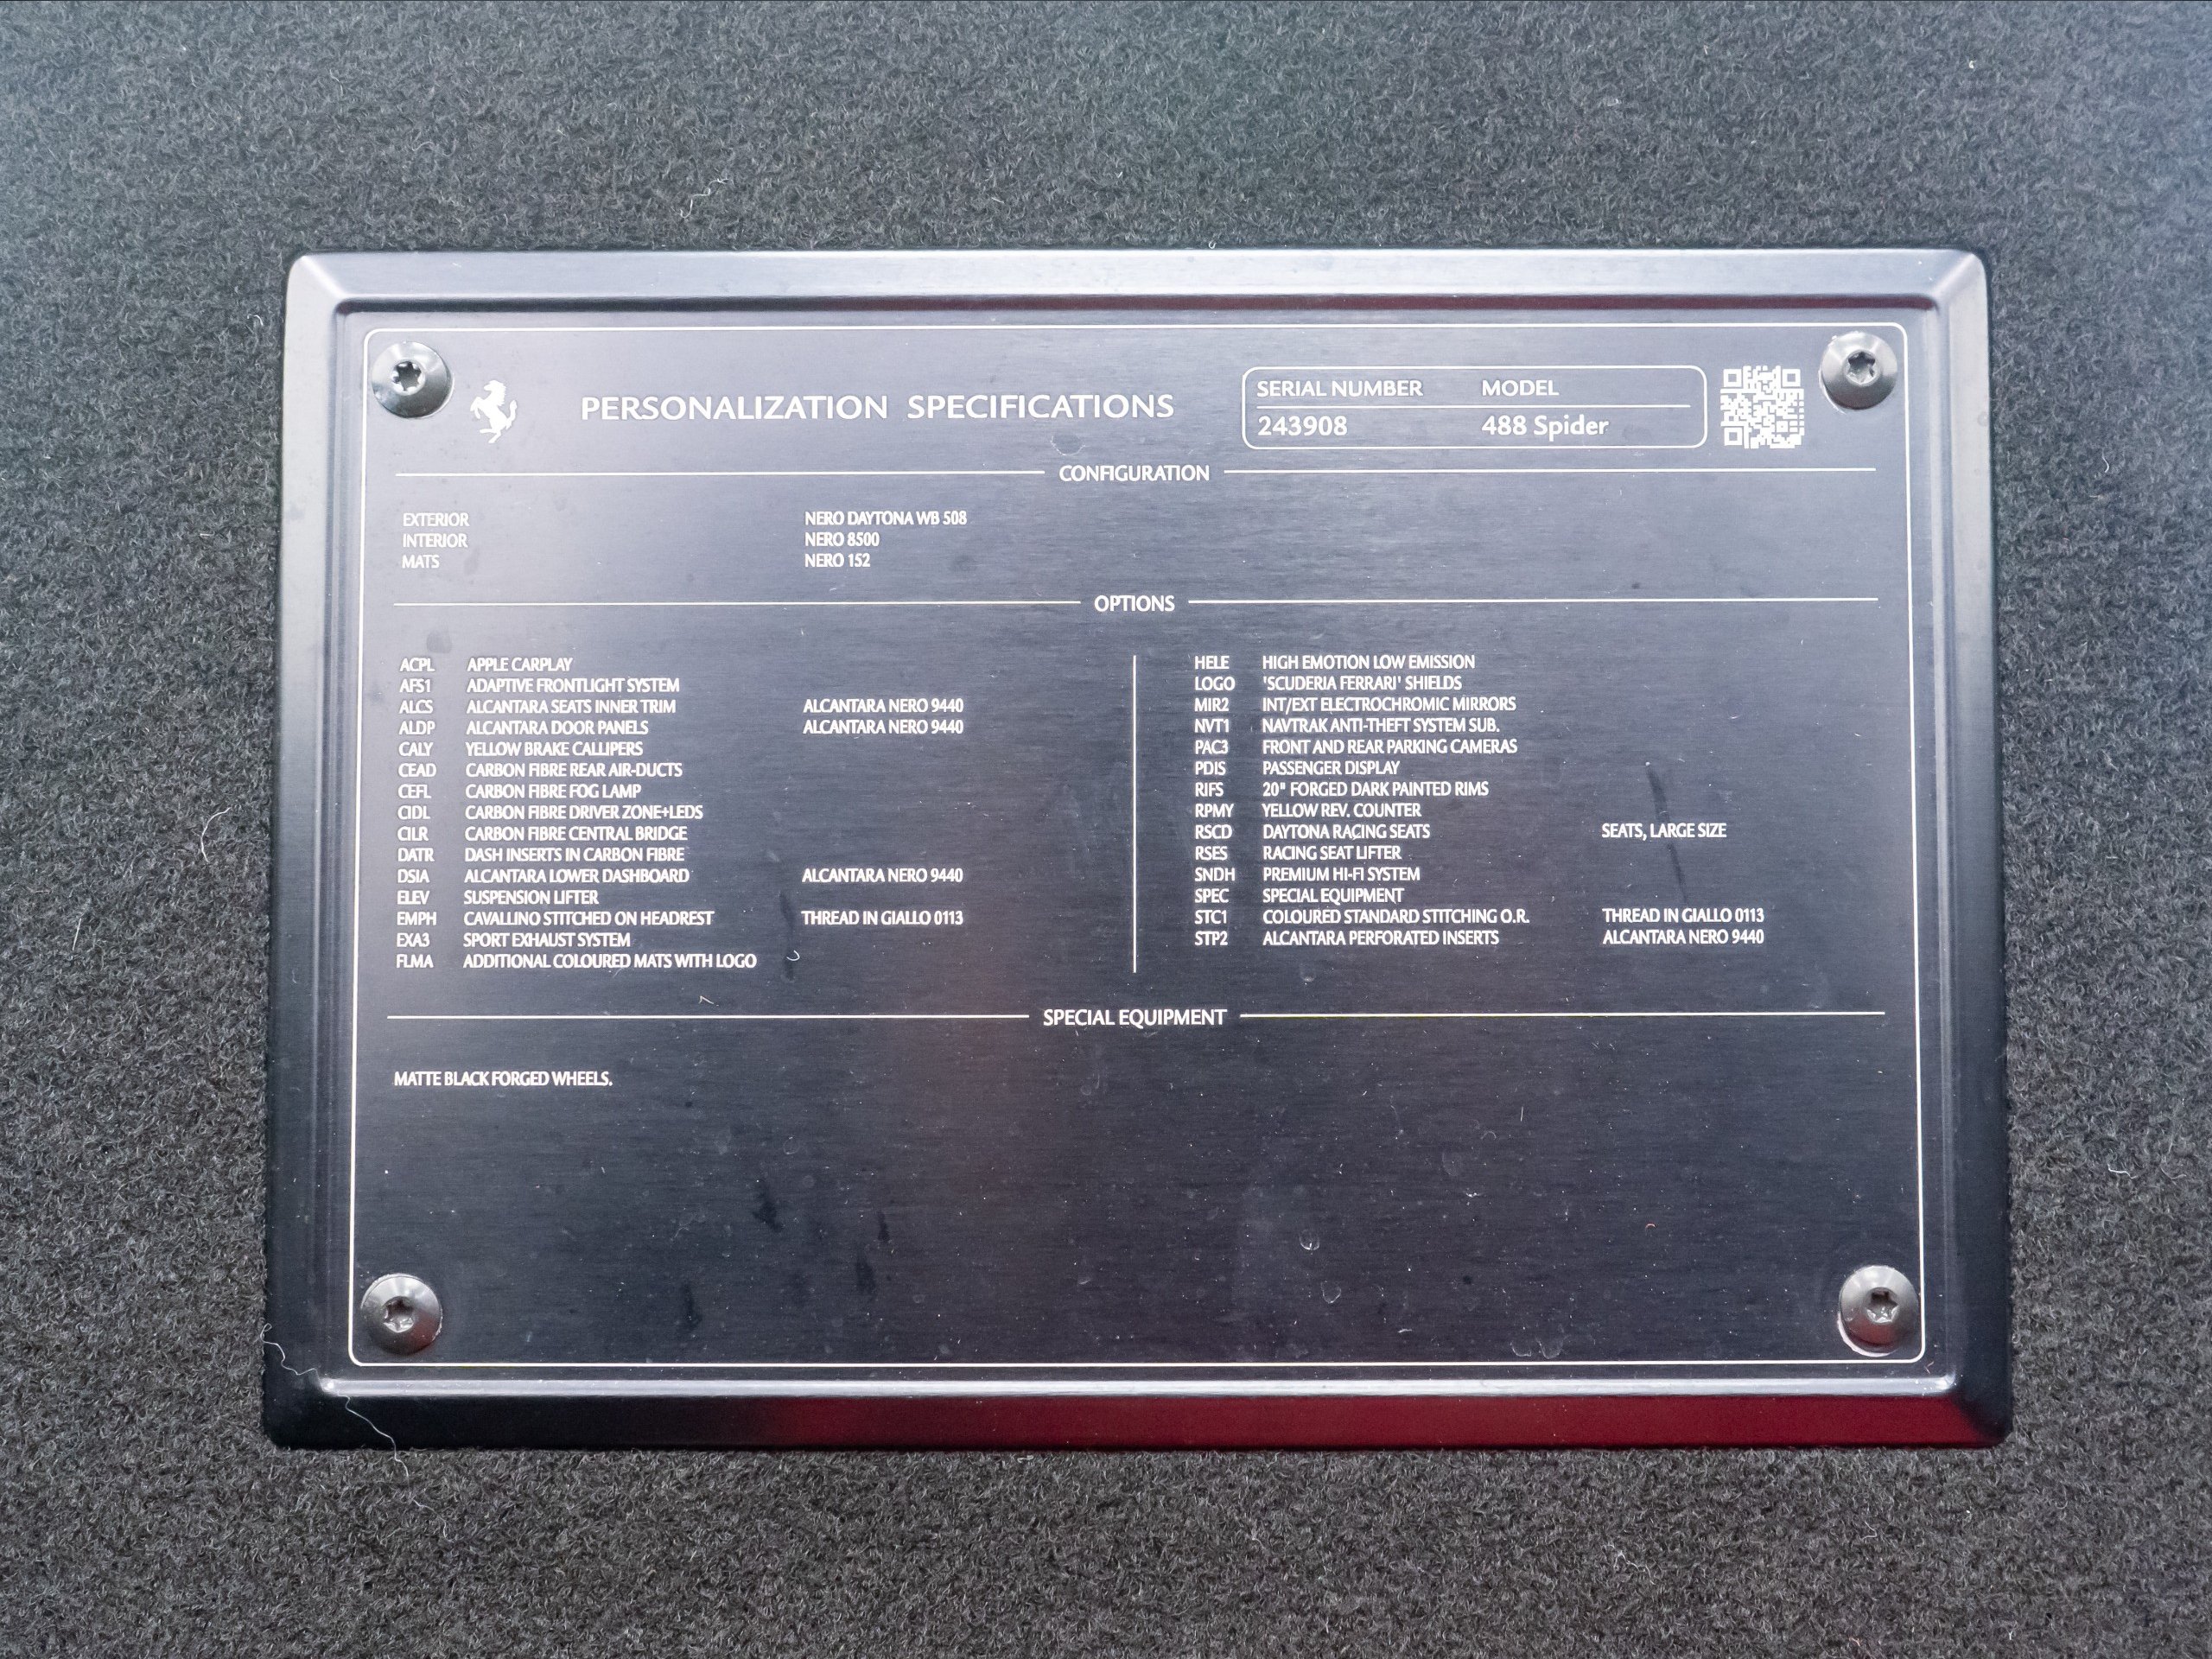 PERSONALIZATION SPECIFICATIONS
SERIAL NUMBER MODEL
243908 488 Spider
CONFIGURATION
EXTERIOR NERO DAYTONA WB 508
INTERIOR NERO 8500
MATS NERO 152
OPTIONS
ACPL APPLE CARPLAY
AFS1 ADAPTIVE FRONTLIGHT SYSTEM
ALCS ALCANTARA SEATS INNER TRIM ALCANTARA NERO 9440
ALDP ALCANTARA DOOR PANELS ALCANTARA NERO 9440
CALY YELLOW BRAKE CALLIPERS
CEAD CARBON FIBRE REAR AIR-DUCTS
CEFL CARBON FIBRE FOG LAMP
CIDL CARBON FIBRE DRIVER ZONE+LEDS
CILR CARBON FIBRE CENTRAL BRIDGE
DATR DASH INSERTS IN CARBON FIBRE
DSIA ALCANTARA LOWER DASHBOARD ALCANTARA NERO 9440
ELEV SUSPENSION LIFTER
EMPH CAVALLINO STITCHED ON HEADREST THREAD IN GIALLO 0113
EXA3 SPORT EXHAUST SYSTEM
FLMA ADDITIONAL COLOURED MATS WITH LOGO
HELE HIGH EMOTION LOW EMISSION
LOGO 'SCUDERIA FERRARI' SHIELDS
MIR2 INT/EXT ELECTROCHROMIC MIRRORS
NVT1 NAVTRAK ANTI-THEFT SYSTEM SUB.
PAC3 FRONT AND REAR PARKING CAMERAS
PDIS PASSENGER DISPLAY
RIFS 20" FORGED DARK PAINTED RIMS
RPMY YELLOW REV. COUNTER
RSCD DAYTONA RACING SEATS SEATS, LARGE SIZE
RSES RACING SEAT LIFTER
SNDH PREMIUM HI-FI SYSTEM
SPEC SPECIAL EQUIPMENT
STC1 COLOURED STANDARD STITCHING O.R. THREAD IN GIALLO 0113
STP2 ALCANTARA PERFORATED INSERTS ALCANTARA NERO 9440
SPECIAL EQUIPMENT
MATTE BLACK FORGED WHEELS.